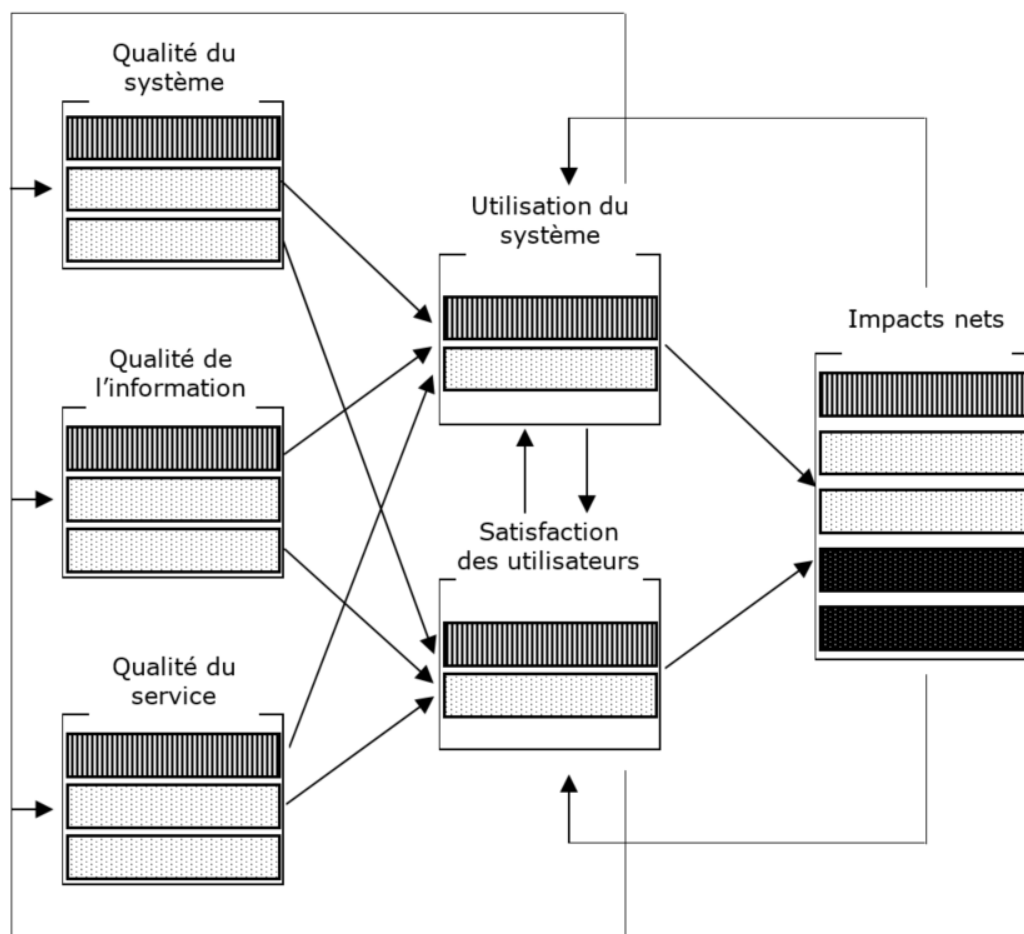 Qualité du
système
Qualité de
l'information
Qualité du
service
Utilisation du
système
Satisfaction
des utilisateurs
Impacts nets